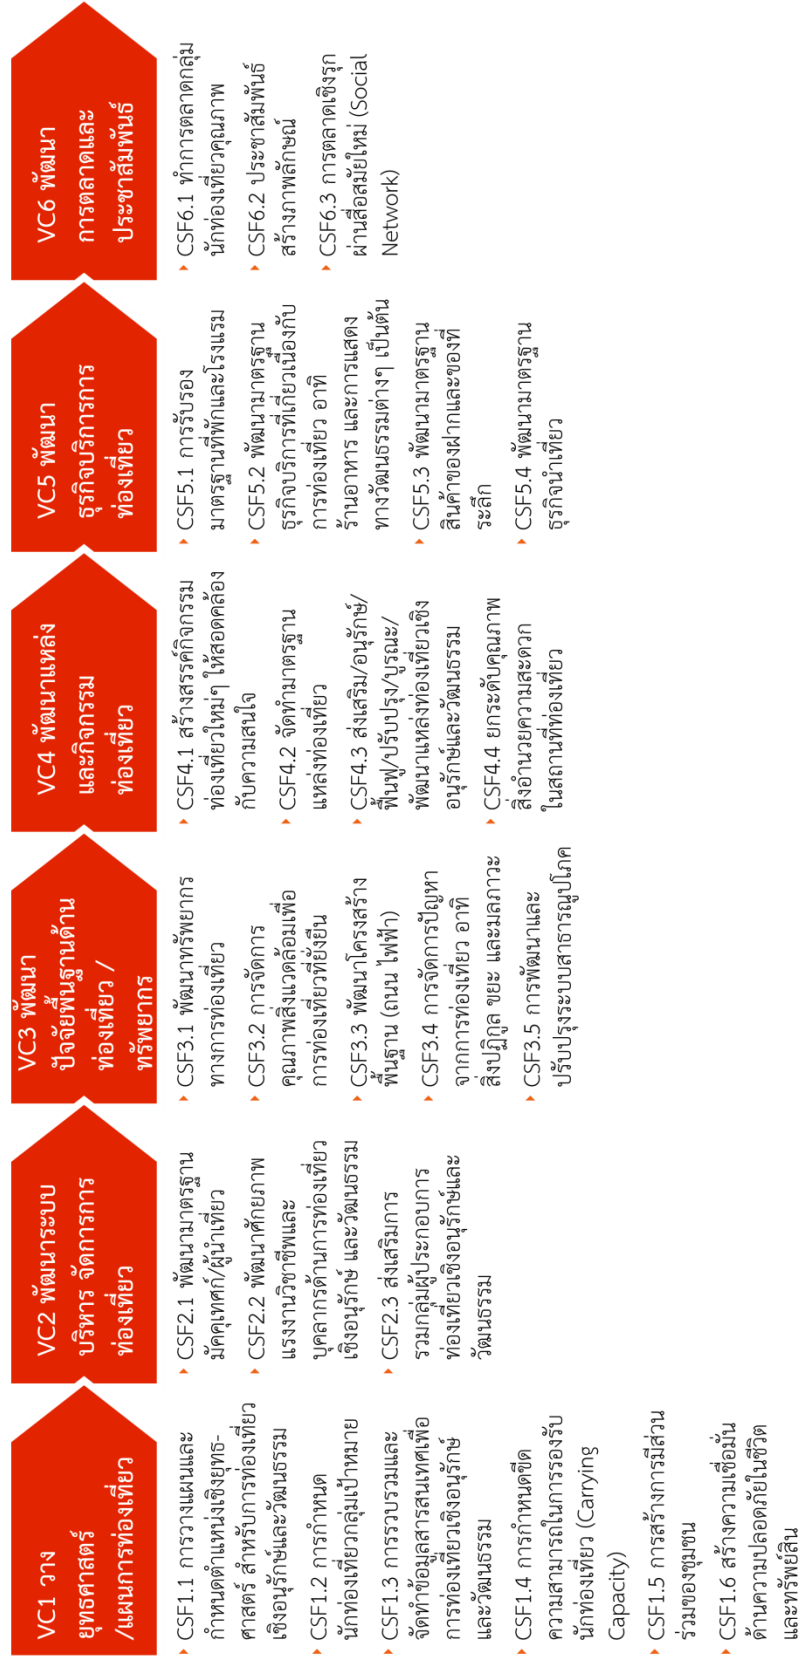 VC1 วาง
ยุทธศาสตร์
/แผนการท่องเที่ยว
CSF1.1 การวางแผนและ
กำหนดตำแหน่งเชิงยุทธ-
ศาสตร์ สำหรับการท่องเที่ยว
เชิงอนุรักษ์และวัฒนธรรม
CSF1.2 การกำหนด
นักท่องเที่ยวกลุ่มเป้าหมาย
CSF1.3 การรวบรวมและ
จัดทำข้อมูลสารสนเทศเพื่อ
การท่องเที่ยวเชิงอนุรักษ์
และวัฒนธรรม
CSF1.4 การกำหนดขีด
ความสามารถในการรองรับ
นักท่องเที่ยว (Carrying
Capacity)
CSF1.5 การสร้างการมีส่วน
ร่วมของชุมชน
CSF1.6 สร้างความเชื่อมั่น
ด้านความปลอดภัยในชีวิต
และทรัพย์สิน
VC2 พัฒนาระบบ
บริหาร จัดการการ
ท่องเที่ยว
CSF2.1 พัฒนามาตรฐาน
มัคคุเทศก์/ผู้นำเที่ยว
CSF2.2 พัฒนาศักยภาพ
แรงงานวิชาชีพและ
บุคลากรด้านการท่องเที่ยว
เชิงอนุรักษ์ และวัฒนธรรม
CSF2.3 ส่งเสริมการ
รวมกลุ่มผู้ประกอบการ
ท่องเที่ยวเชิงอนุรักษ์และ
วัฒนธรรม
VC3 พัฒนา
ปัจจัยพื้นฐานด้าน
ท่องเที่ยว /
ทรัพยากร
CSF3.1 พัฒนาทรัพยากร
ทางการท่องเที่ยว
CSF3.2 การจัดการ
คุณภาพสิ่งแวดล้อมเพื่อ
การท่องเที่ยวที่ยั่งยืน
CSF3.3 พัฒนาโครงสร้าง
พื้นฐาน (ถนน ไฟฟ้า)
CSF3.4 การจัดการปัญหา
จากการท่องเที่ยว อาทิ
สิ่งปฏิกูล ขยะ และมลภาวะ
CSF3.5 การพัฒนาและ
ปรับปรุงระบบสาธารณูปโภค
VC4 พัฒนาแหล่ง
และกิจกรรม
ท่องเที่ยว
CSF4.1 สร้างสรรค์กิจกรรม
ท่องเที่ยวใหม่ๆ ให้สอดคล้อง
กับความสนใจ
CSF4.2 จัดทำมาตรฐาน
แหล่งท่องเที่ยว
CSF4.3 ส่งเสริม/อนุรักษ์/
ฟื้นฟู/ปรับปรุง/บูรณะ/
พัฒนาแหล่งท่องเที่ยวเชิง
อนุรักษ์และวัฒนธรรม
CSF4.4 ยกระดับคุณภาพ
สิ่งอำนวยความสะดวก
ในสถานที่ท่องเที่ยว
VC5 พัฒนา
ธุรกิจบริการการ
ท่องเที่ยว
CSF5.1 การรับรอง
มาตรฐานที่พักและโรงแรม
CSF5.2 พัฒนามาตรฐาน
ธุรกิจบริการที่เกี่ยวเนื่องกับ
การท่องเที่ยว อาทิ
ร้านอาหาร และการแสดง
ทางวัฒนธรรมต่างๆ เป็นต้น
CSF5.3 พัฒนามาตรฐาน
สินค้าของฝากและของที่
ระลึก
CSF5.4 พัฒนามาตรฐาน
ธุรกิจนำเที่ยว
VC6 พัฒนา
การตลาดและ
ประชาสัมพันธ์
CSF6.1 ทำการตลาดกลุ่ม
นักท่องเที่ยวคุณภาพ
CSF6.2 ประชาสัมพันธ์
สร้างภาพลักษณ์
CSF6.3 การตลาดเชิงรุก
ผ่านสื่อสมัยใหม่ (Social
Network)